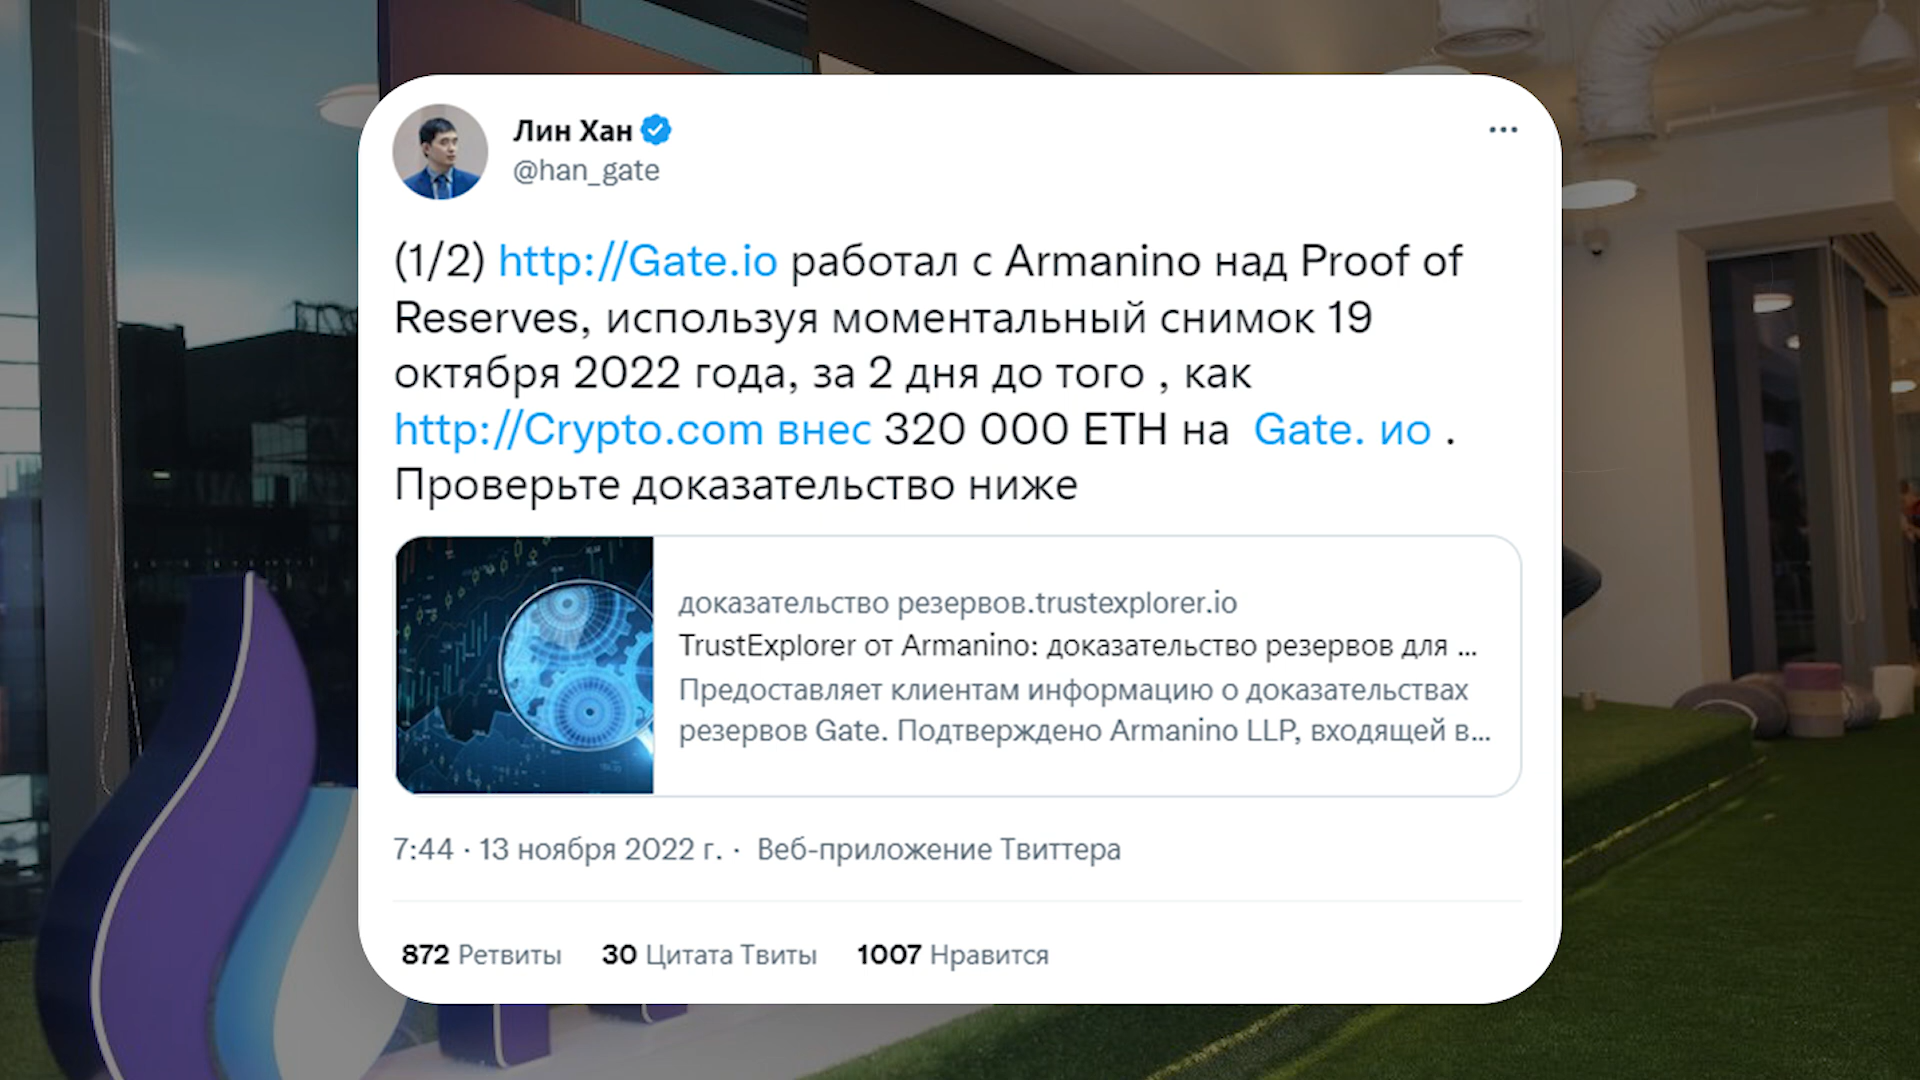 Лин Хан
@han_gate
(1/2) http://Gate.io работал с Armanino над Proof of
Reserves, используя моментальный снимок 19
октября 2022 года, за 2 дня до того , как
http://Crypto.com внес 320 000 ETH на Gate. ио .
Проверьте доказательство ниже
доказательство резервов.trustexplorer.io
TrustExplorer от Armanino: доказательство резервов для ...
Предоставляет клиентам информацию о доказательствах
резервов Gate. Подтверждено Armanino LLP, входящей в...
7:44 · 13 ноября 2022 г. · Веб-приложение Твиттера
872 Ретвиты 30 Цитата Твиты 1007 Нравится